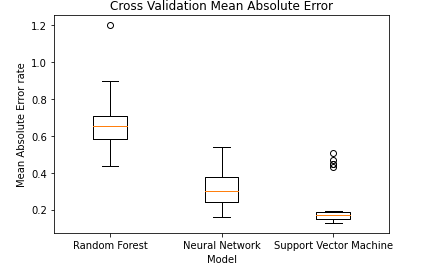 Cross Validation Mean Absolute Error
1.2
1.0
0.8
0.6
0.4
0.2
Mean Absolute Error rate
Random Forest Neural Network Support Vector Machine
Model